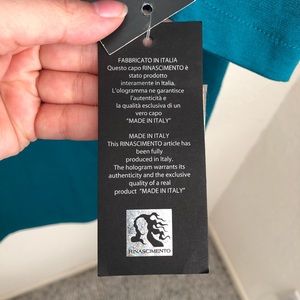 FABBRICATO IN ITALIA
Questo capo RINASCIMENTO è
stato prodotto
interamente in Italia,
L'ologramma ne garantisce
l'autenticità e
la qualità esclusiva di un
vero capo
"MADE IN ITALY"
MADE IN ITALY
This RINASCIMENTO article has
been fully
produced in Italy.
The hologram warrants its
authenticity and the exclusive
quality of a real
product "MADE IN ITALY"
RINASCIMENTO